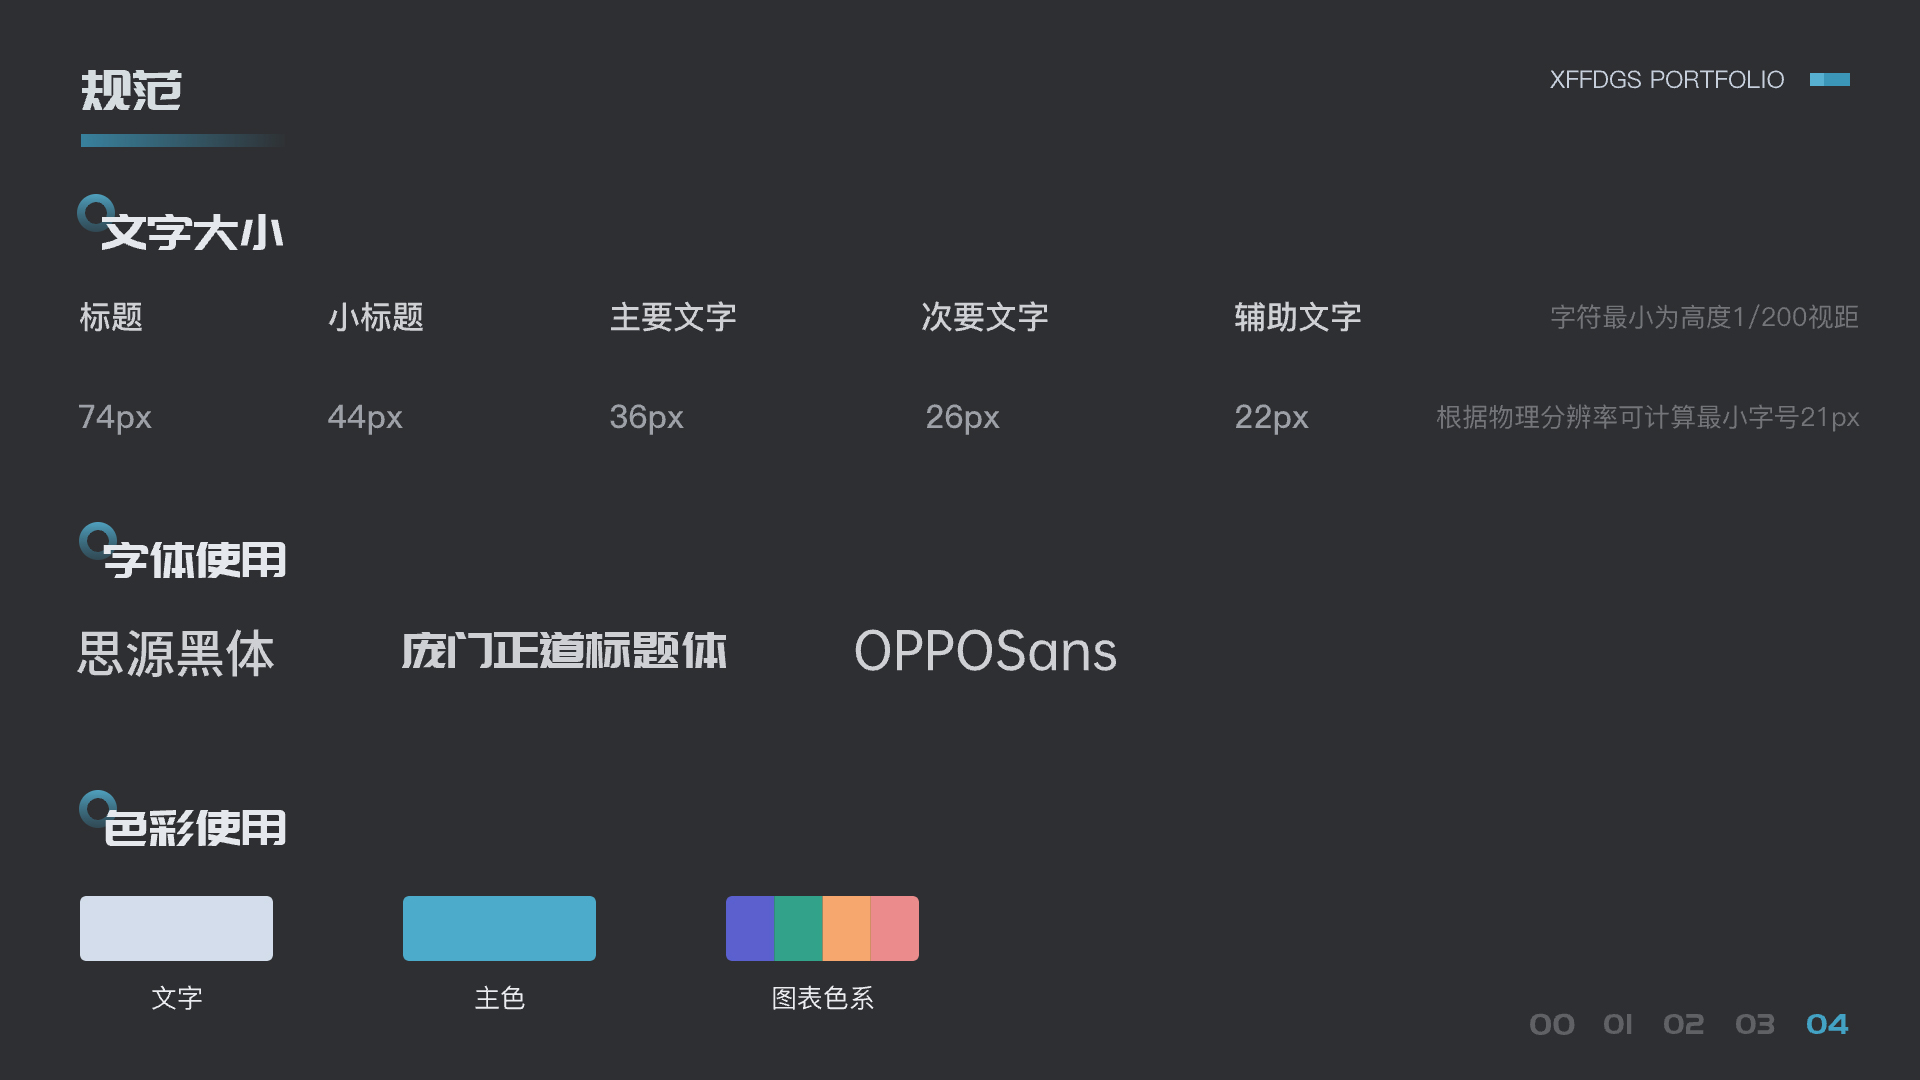 规范
XFFDGS PORTFOLIO
文字大小
标题 小标题 主要文字 次要文字 辅助文字 字符最小为高度1/200视距
74px 44px 36px 26px 22px 根据物理分辨率可计算最小字号21px
字体使用
思源黑体 庞门正道标题体 OPPOSans
色彩使用
文字 主色 图表色系
00 01 02 03 04